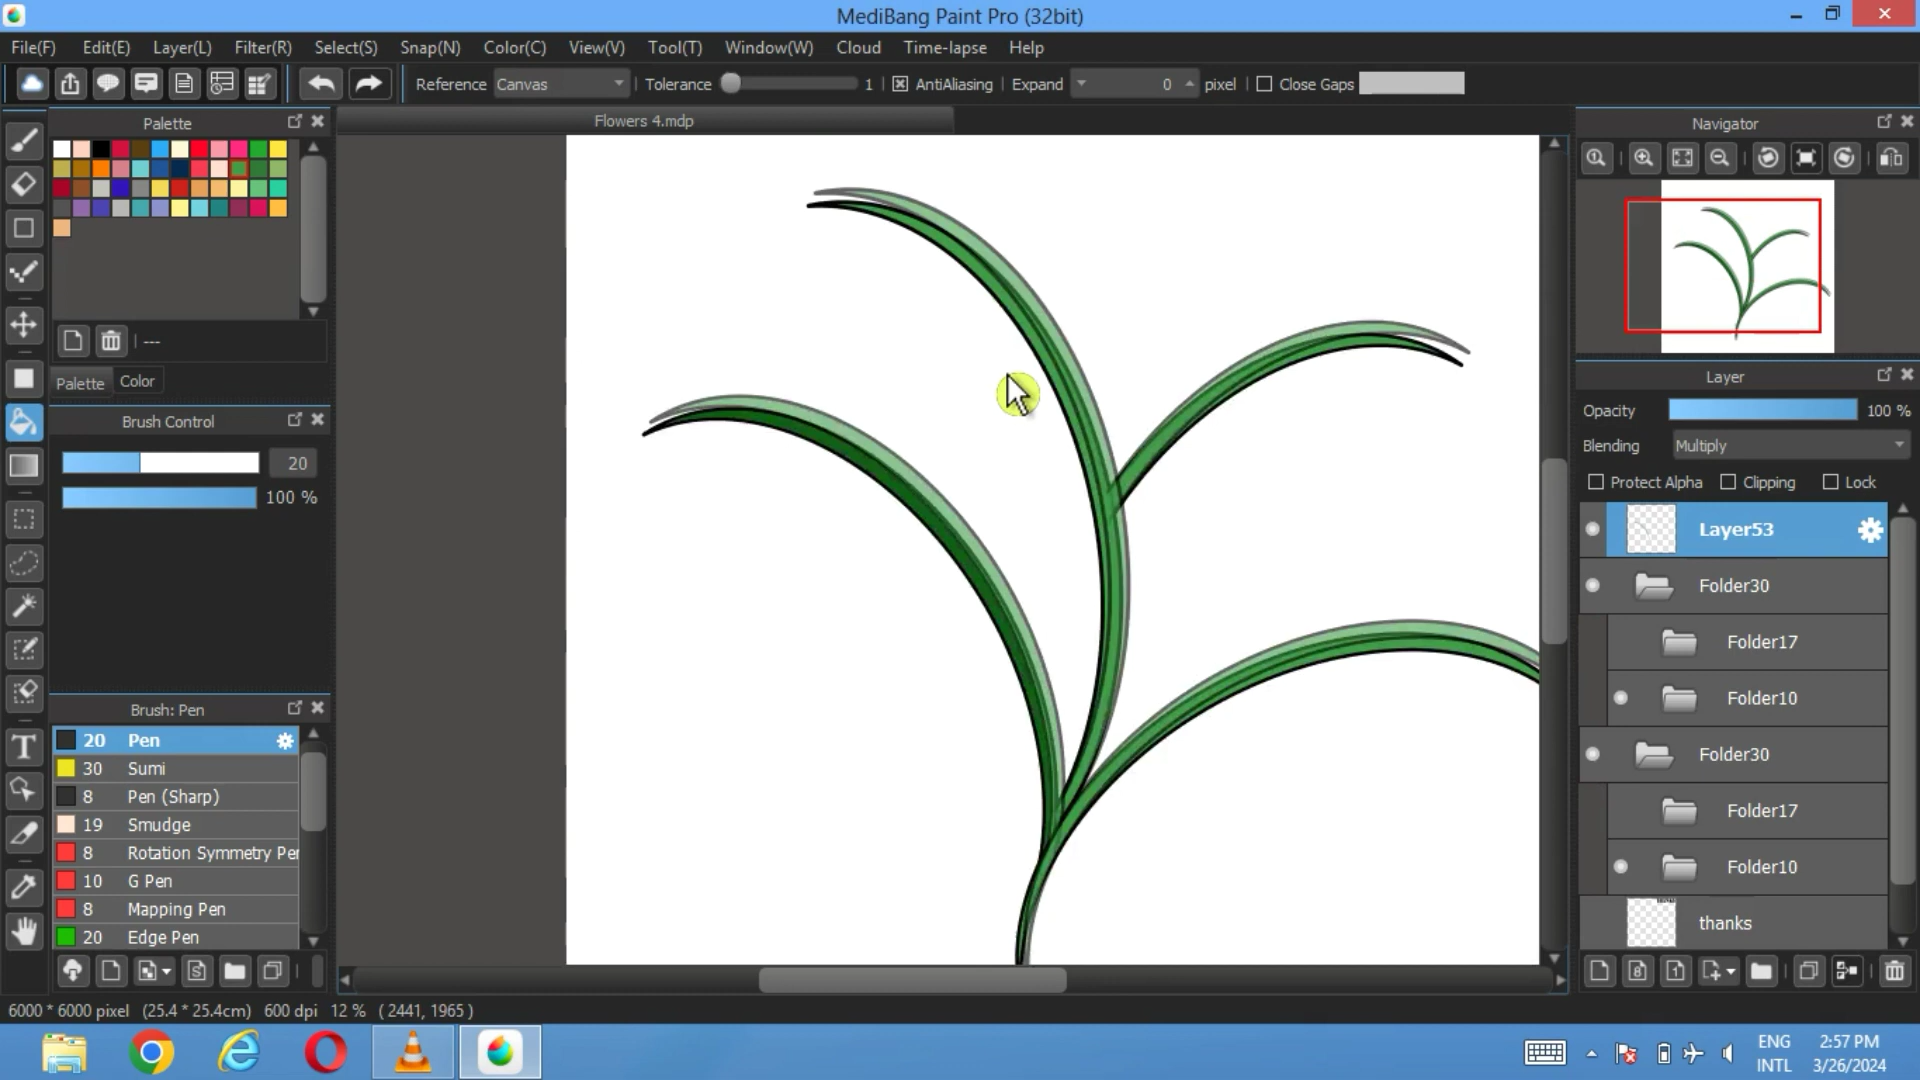 MediBang Paint Pro (32bit)
File(F) Edit(E) Layer(L) Filter(R) Select(S) Snap(N) Color(C) View(V) Tool(T) Window(W) Cloud Time-lapse Help
Reference Canvas Tolerance 1 AntiAliasing Expand 0 pixel Close Gaps
Palette
Flowers 4.mdp
Navigator
---
Palette Color
Brush Control
20
100 %
Brush: Pen
20 Pen
30 Sumi
8 Pen (Sharp)
19 Smudge
8 Rotation Symmetry Per
10 G Pen
8 Mapping Pen
20 Edge Pen
Layer
Opacity 100 %
Blending Multiply
Protect Alpha Clipping Lock
Layer53
Folder30
Folder17
Folder10
Folder30
Folder17
Folder10
thanks
6000 * 6000 pixel (25.4 * 25.4cm) 600 dpi 12 % ( 2441, 1965 )
ENG
INTL
2:57 PM
3/26/2024